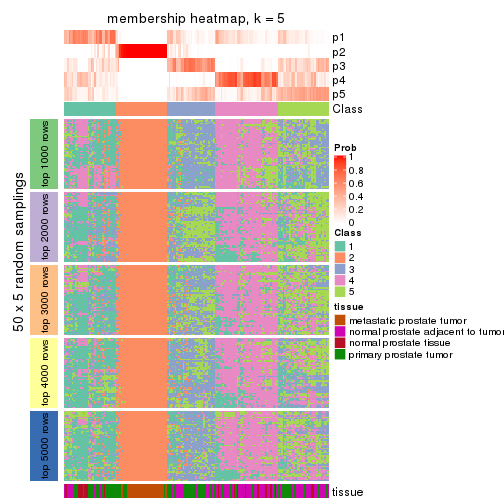 membership heatmap, k = 5
p1
p2
p3
p4
p5
Class
50 x 5 random samplings
top 1000 rows
top 2000 rows
top 3000 rows
top 4000 rows
top 5000 rows
tissue
Prob
1
0.8
0.6
0.4
0.2
0
Class
1
2
3
4
5
tissue
metastatic prostate tumor
normal prostate adjacent to tumor
normal prostate tissue
primary prostate tumor